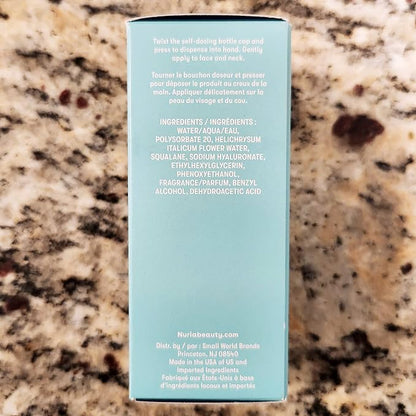 Twist the self-dosing bottle cap and
press to dispense into hand. Gently
apply to face and neck.
Tourner le bouchon doseur et presser
pour déposer le produit au creux de la
main. Appliquer délicatement sur la
peau du visage et du cou.
INGREDIENTS / INGRÉDIENTS :
WATER/AQUA/EAU,
POLYSORBATE 20, HELICHRYSUM
ITALICUM FLOWER WATER,
SQUALANE, SODIUM HYALURONATE,
ETHYLHEXYLGLYCERIN,
PHENOXYETHANOL,
FRAGRANCE/PARFUM, BENZYL
ALCOHOL, DEHYDROACETIC ACID
Nuriabeauty.com
Distr. by / par : Small World Brands
Princeton, NJ 08540
Made in the USA of US and
imported ingredients
Fabriqué aux États-Unis à base
d'ingrédients locaux et importés